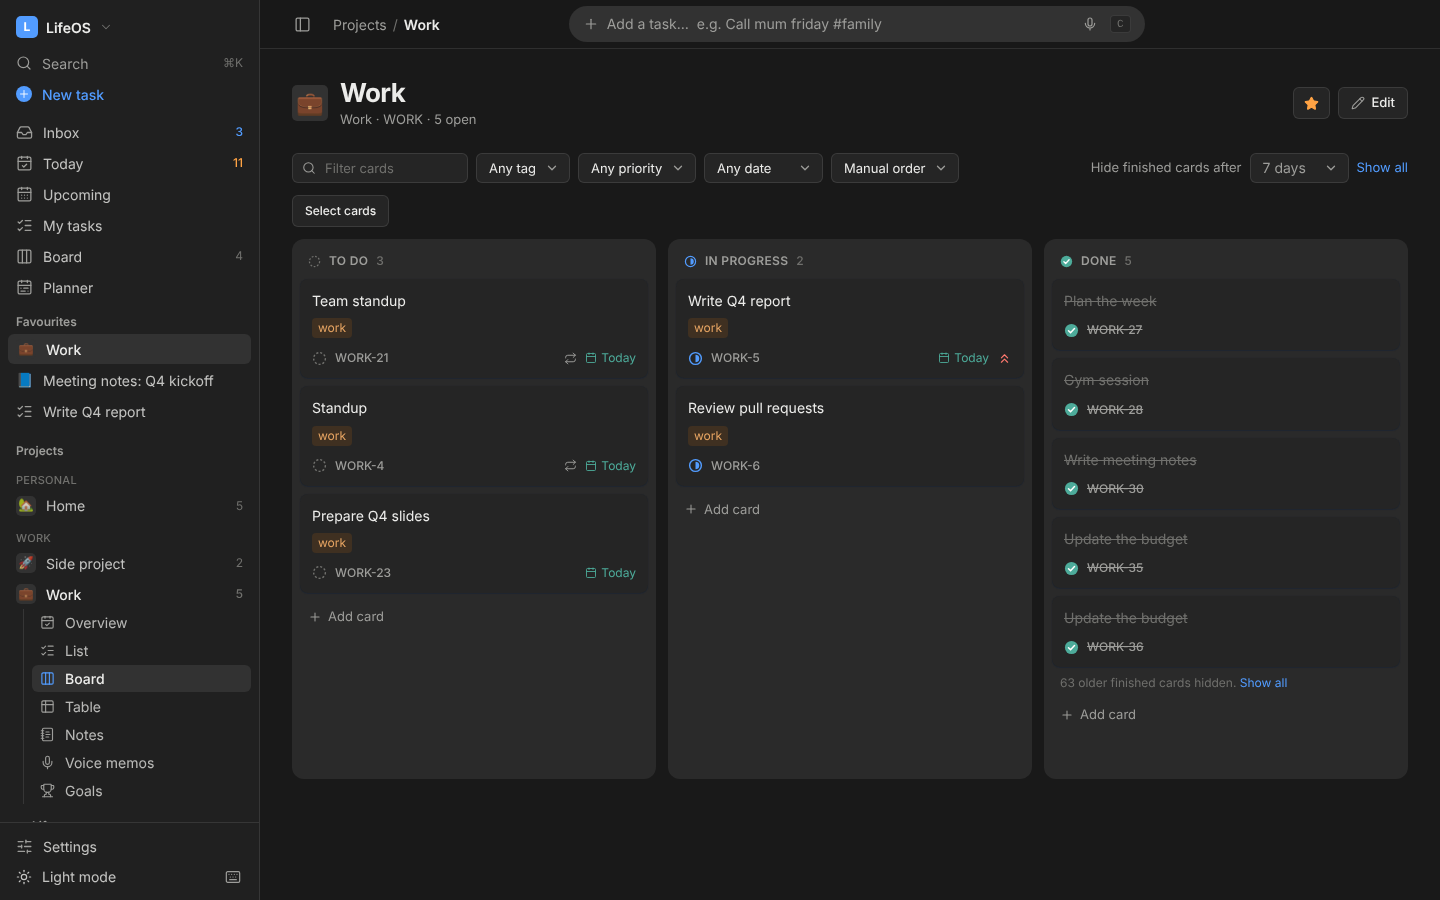 LifeOS
Search ⌘K
New task
Inbox 3
Today 11
Upcoming
My tasks
Board 4
Planner
Favourites
Work
Meeting notes: Q4 kickoff
Write Q4 report
Projects
PERSONAL
Home 5
WORK
Side project 2
Work 5
Overview
List
Board
Table
Notes
Voice memos
Goals
Settings
Light mode
Projects / Work
Add a task... e.g. Call mum friday #family C
Work
Work · WORK · 5 open
Edit
Filter cards Any tag Any priority Any date Manual order Hide finished cards after 7 days Show all
Select cards
TO DO 3
Team standup
work
WORK-21 Today
Standup
work
WORK-4 Today
Prepare Q4 slides
work
WORK-23 Today
+ Add card
IN PROGRESS 2
Write Q4 report
work
WORK-5 Today
Review pull requests
work
WORK-6
+ Add card
DONE 5
Plan the week
WORK-27
Gym session
WORK-28
Write meeting notes
WORK-30
Update the budget
WORK-35
Update the budget
WORK-36
63 older finished cards hidden. Show all
+ Add card